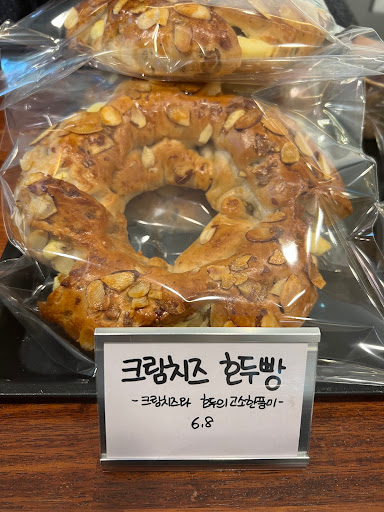 크림치즈 호두빵
- 크림치즈와 호두의 고소한 풍미 -
6.8